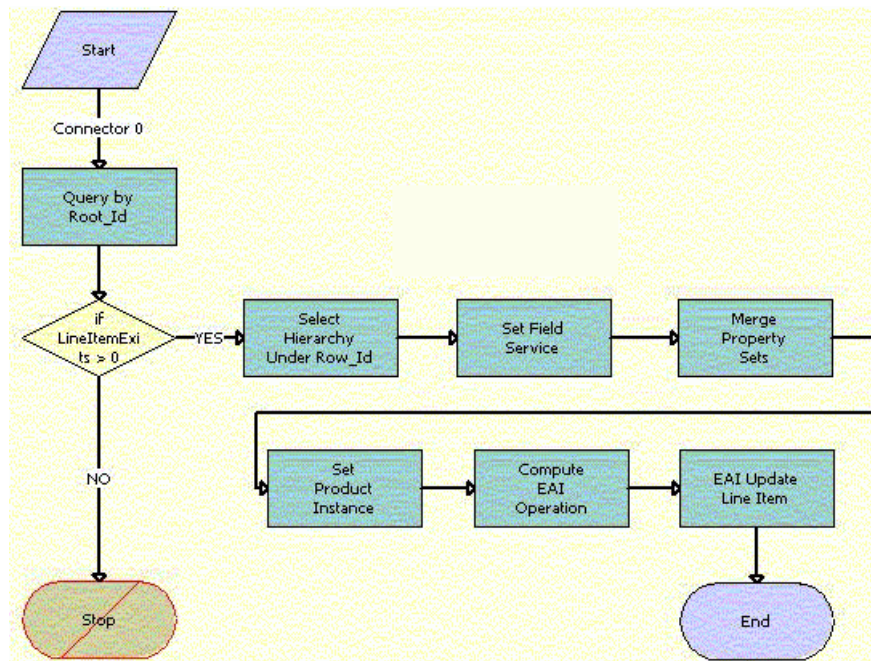 Start
Connector 0
Query by
Root_Id
if
LineItemExi
ts > 0
YES
Select
Hierarchy
Under Row_Id
Set Field
Service
Merge
Property
Sets
NO
Set
Product
Instance
Compute
EAI
Operation
EAI Update
Line Item
Stop
End